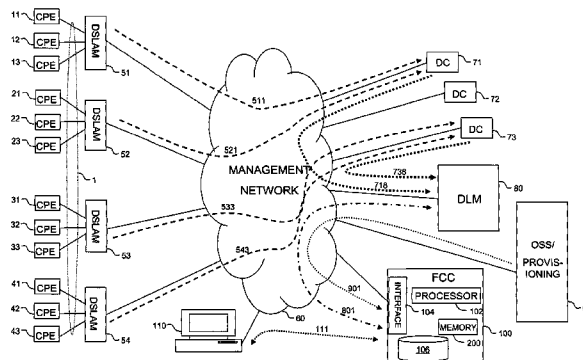 11
CPE
12
CPE
13
CPE
DSLAM
51
21
CPE
22
CPE
23
CPE
DSLAM
52
1
31
CPE
32
CPE
33
CPE
DSLAM
53
41
CPE
42
CPE
43
CPE
DSLAM
54
511
521
533
543
MANAGEMENT
NETWORK
60
DC
71
DC
72
DC
73
738
718
DLM
80
OSS/
PROVIS-
IONING
901
801
FCC
INTERFACE
104
PROCESSOR
102
MEMORY
200
106
100
110
111